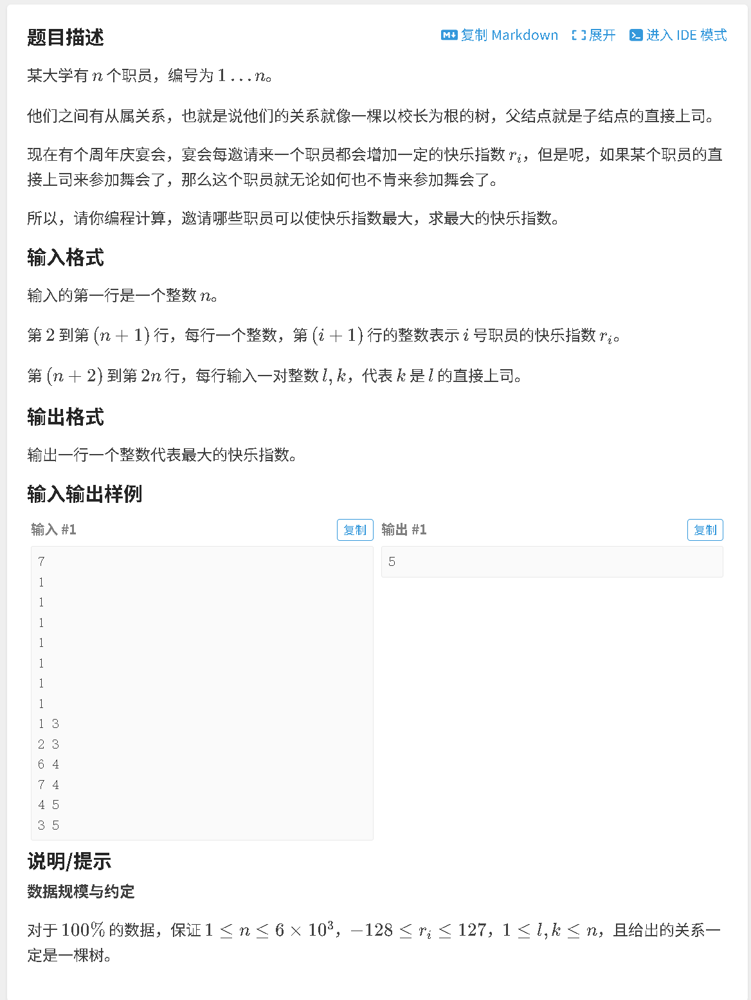 题目描述
复制 Markdown 展开 进入 IDE 模式
某大学有 n 个职员，编号为 1…n。
他们之间有从属关系，也就是说他们的关系就像一棵以校长为根的树，父结点就是子结点的直接上司。
现在有个周年庆宴会，宴会每邀请来一个职员都会增加一定的快乐指数 rᵢ，但是呢，如果某个职员的直
接上司来参加舞会了，那么这个职员就无论如何也不肯来参加舞会了。
所以，请你编程计算，邀请哪些职员可以使快乐指数最大，求最大的快乐指数。
输入格式
输入的第一行是一个整数 n。
第 2 到第 (n + 1) 行，每行一个整数，第 (i + 1) 行的整数表示 i 号职员的快乐指数 rᵢ。
第 (n + 2) 到第 2n 行，每行输入一对整数 l, k，代表 k 是 l 的直接上司。
输出格式
输出一行一个整数代表最大的快乐指数。
输入输出样例
输入 #1 复制
7
1
1
1
1
1
1
1
1 3
2 3
6 4
7 4
4 5
3 5
输出 #1 复制
5
说明/提示
数据规模与约定
对于 100% 的数据，保证 1 ≤ n ≤ 6 × 10³，−128 ≤ rᵢ ≤ 127，1 ≤ l, k ≤ n，且给出的关系一
定是一棵树。